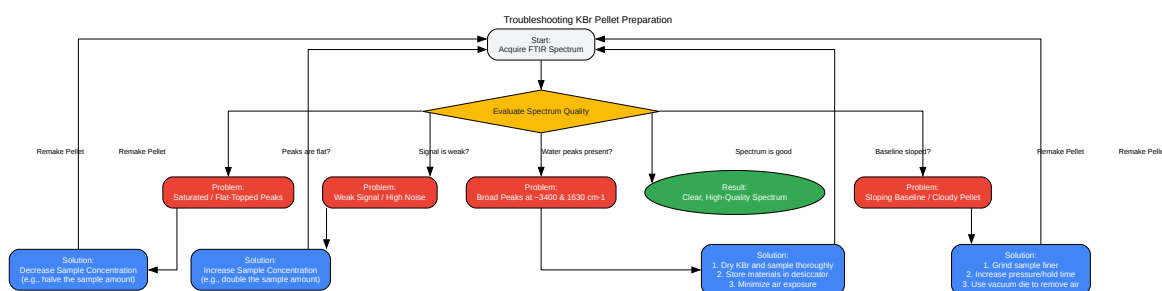 Troubleshooting KBr Pellet Preparation
Start:
Acquire FTIR Spectrum
Evaluate Spectrum Quality
Remake Pellet
Remake Pellet
Peaks are flat?
Signal is weak?
Water peaks present?
Spectrum is good
Baseline sloped?
Remake Pellet
Remake Pelle
Problem:
Saturated / Flat-Topped Peaks
Problem:
Weak Signal / High Noise
Problem:
Broad Peaks at ~3400 & 1630 cm-1
Result:
Clear, High-Quality Spectrum
Problem:
Sloping Baseline / Cloudy Pellet
Solution:
Decrease Sample Concentration
(e.g., halve the sample amount)
Solution:
Increase Sample Concentration
(e.g., double the sample amount)
Solution:
1. Dry KBr and sample thoroughly
2. Store materials in desiccator
3. Minimize air exposure
Solution:
1. Grind sample finer
2. Increase pressure/hold time
3. Use vacuum die to remove air